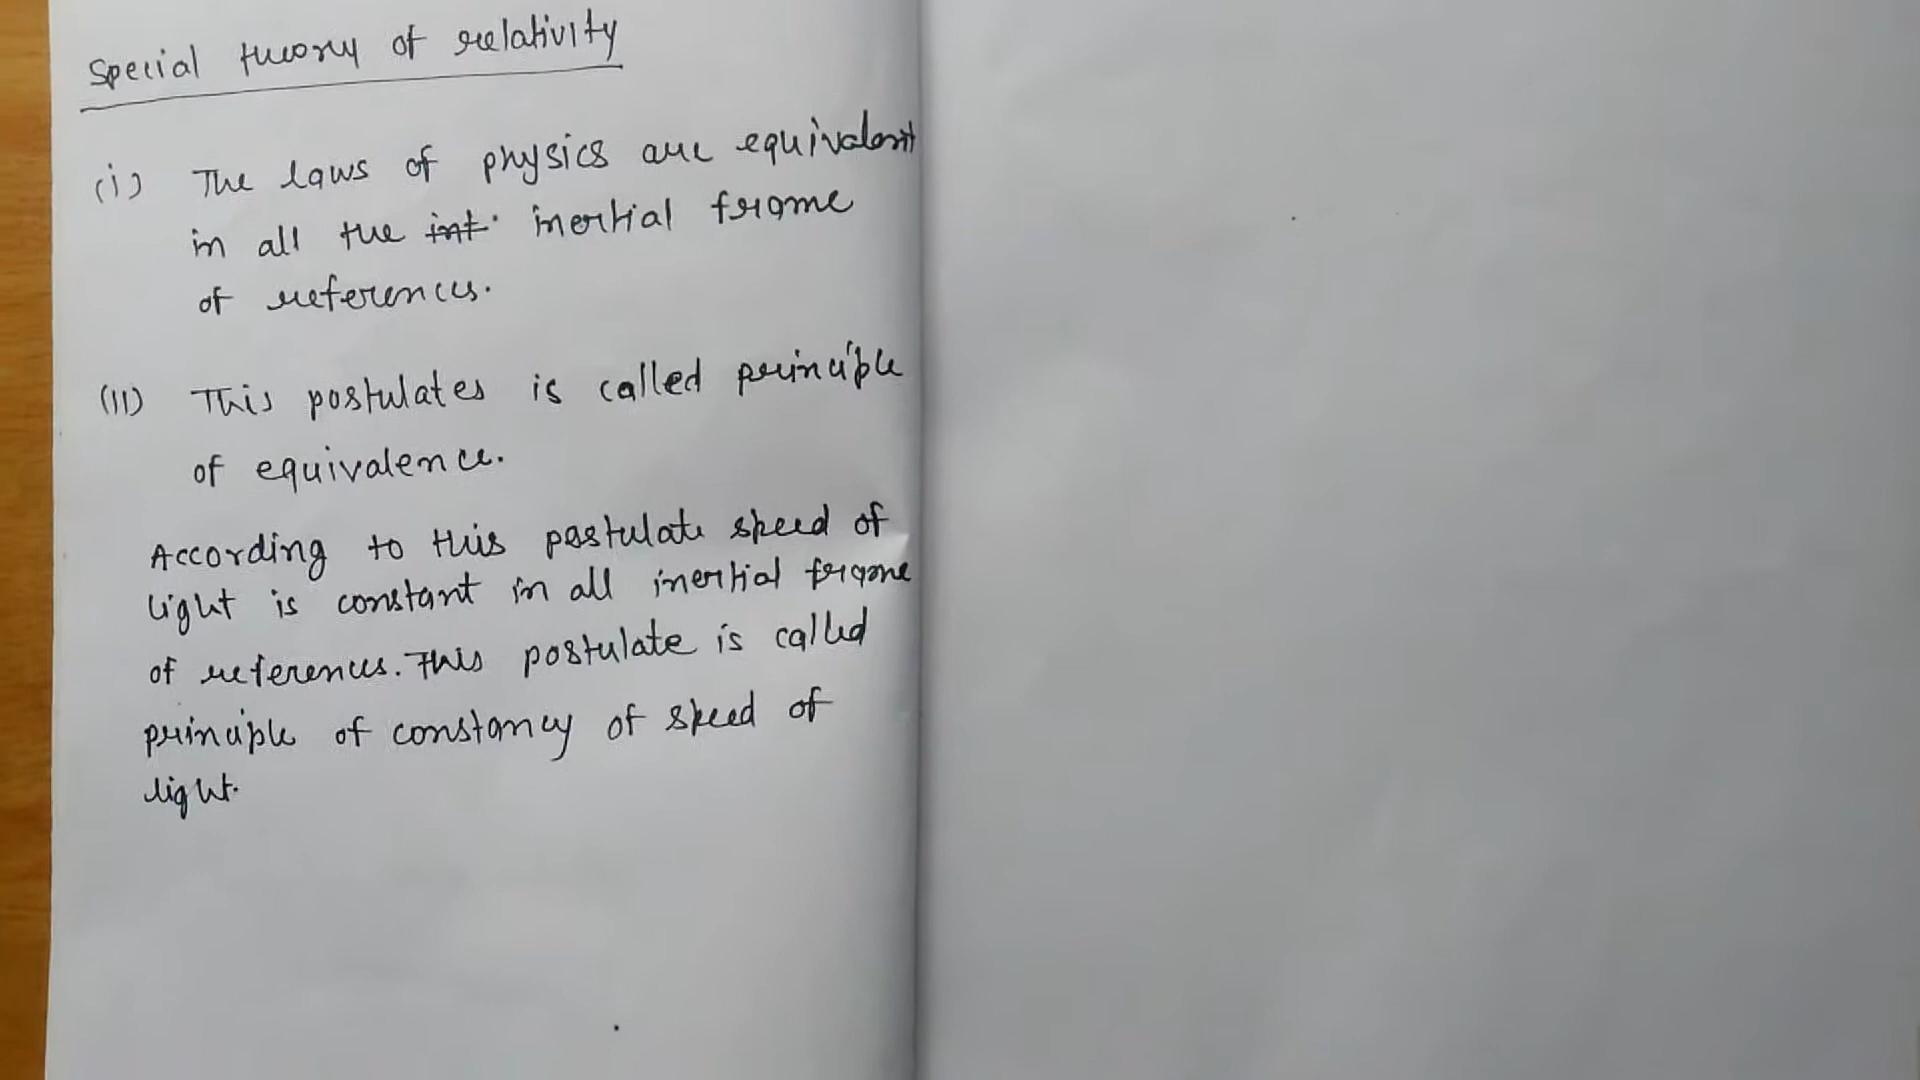 Special theory of relativity
(i) The laws of physics are equivalent
in all the int. inertial frame
of references.
(II) This postulates is called principle
of equivalence.
According to this postulate speed of
light is constant in all inertial frame
of references. This postulate is called
principle of constancy of speed of
light.